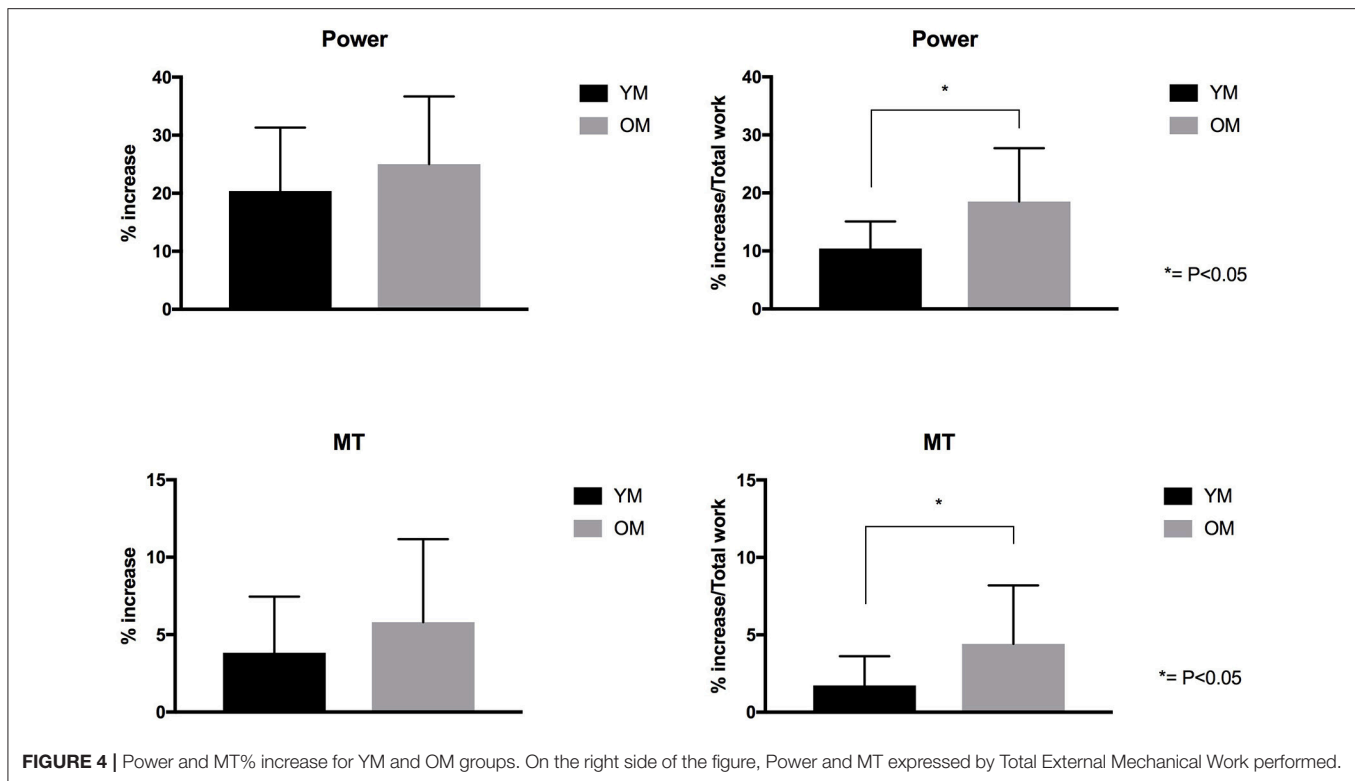 Power
% increase
40
30
20
10
0
YM
OM
Power
% increase/Total work
40
30
20
10
0
*
YM
OM
*= P<0.05
MT
% increase
15
10
5
0
YM
OM
MT
% increase/Total work
15
10
5
0
*
YM
OM
*= P<0.05
FIGURE 4 | Power and MT% increase for YM and OM groups. On the right side of the figure, Power and MT expressed by Total External Mechanical Work performed.